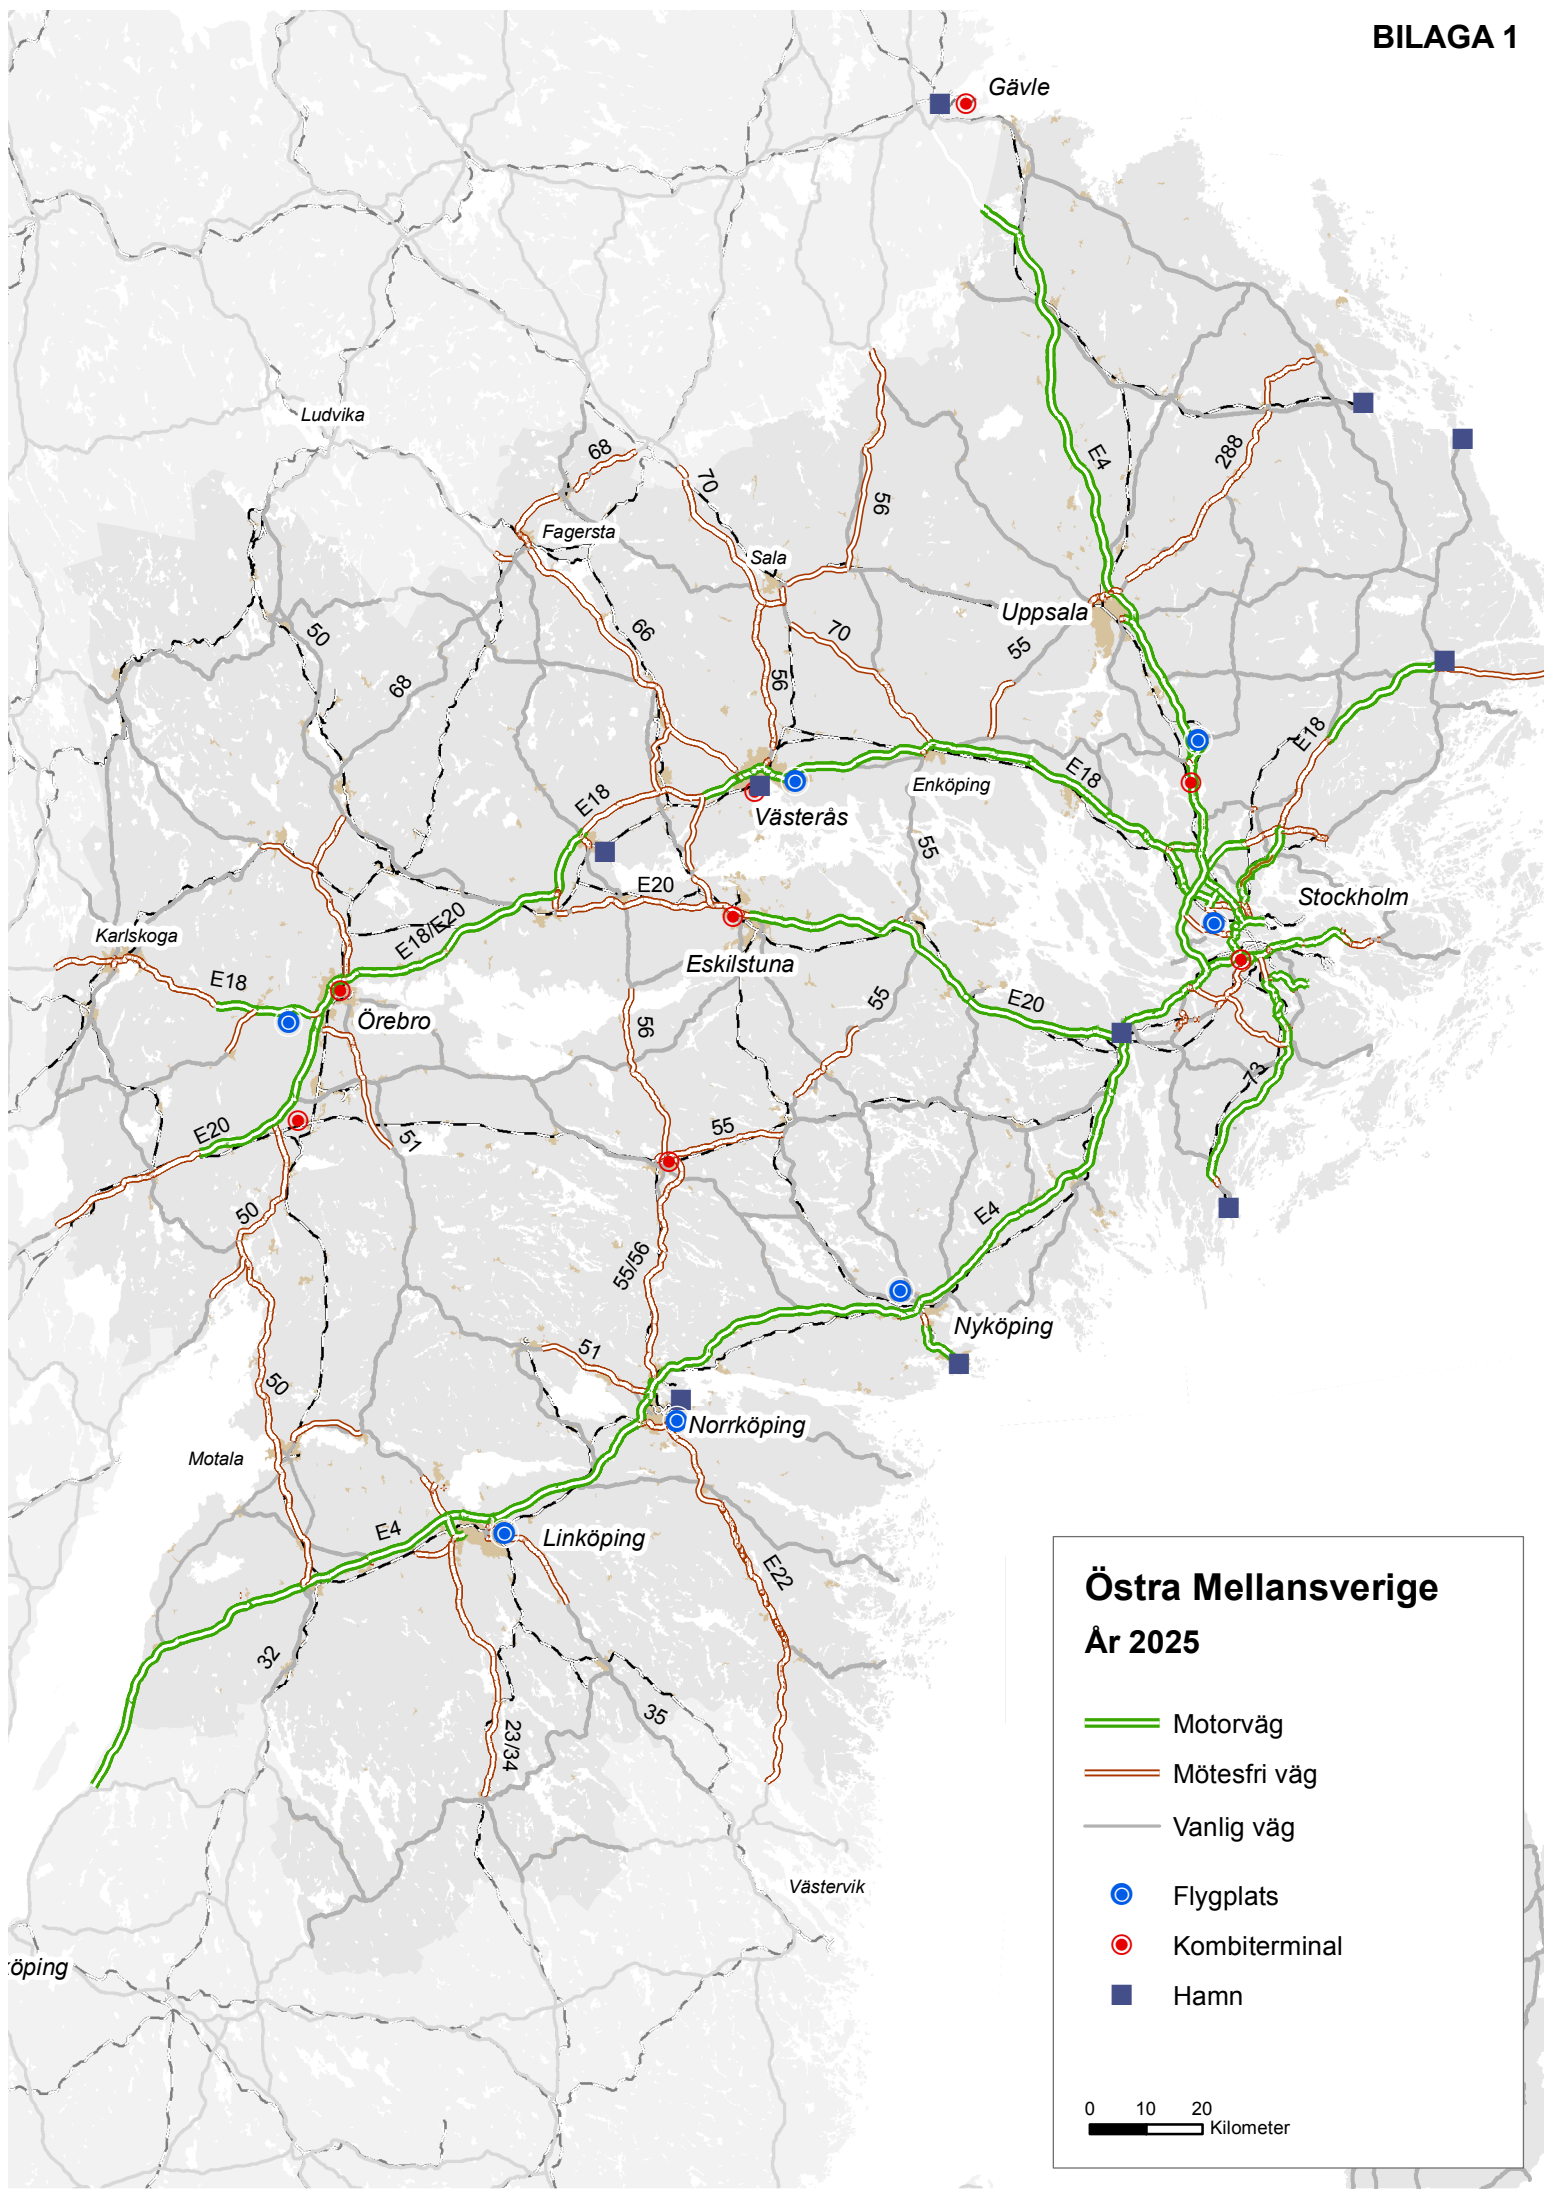 BILAGA 1
Gävle
Ludvika
68
70
E4
288
56
Fagersta
Sala
Uppsala
50
66
70
55
68
56
E18
E18
Enköping
E18
Västerås
55
E20
Stockholm
Karlskoga
E18/E20
Eskilstuna
E18
Örebro
55
E20
56
73
E20
51
55
50
E4
55/56
Nyköping
51
50
Norrköping
Motala
E4
Linköping
E22
32
35
23/34
Västervik
köping
Östra Mellansverige
År 2025
Motorväg
Mötesfri väg
Vanlig väg
Flygplats
Kombiterminal
Hamn
0 10 20
Kilometer